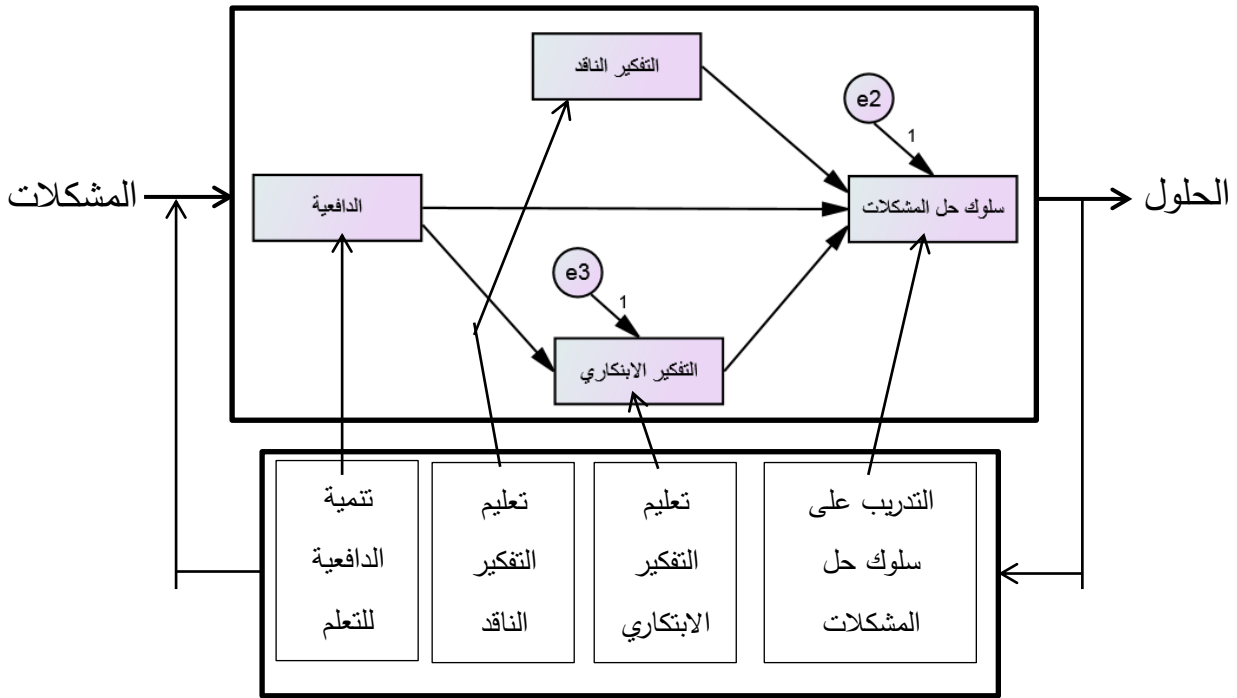 التفكير الناقد
e2
1
المشكلات
الدافعية
سلوك حل المشكلات
الحلول
e3
1
التفكير الابتكاري
التدريب على
سلوك حل
المشكلات
تعليم
التفكير
الابتكاري
تعليم
التفكير
الناقد
تنمية
الدافعية
للتعلم